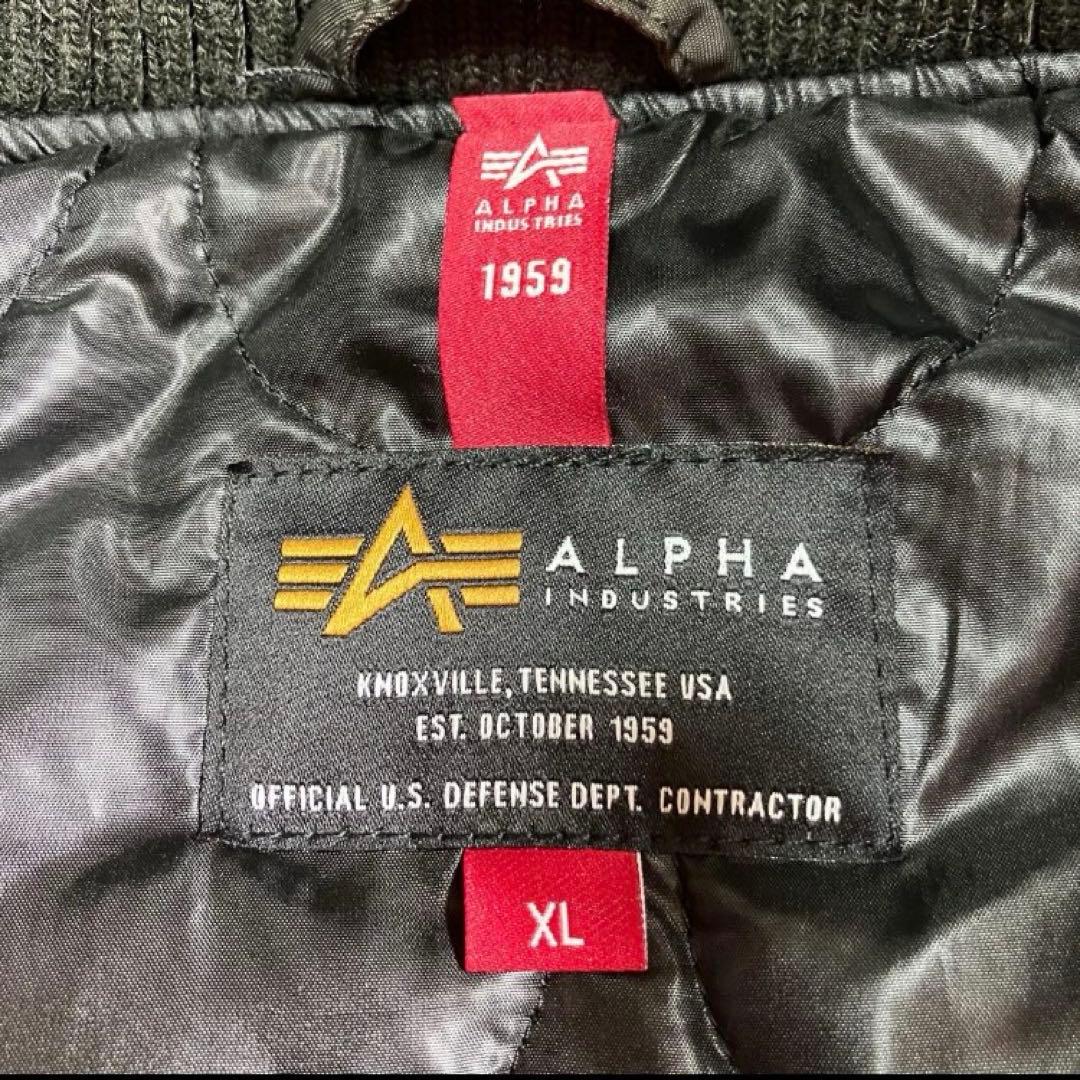 ALPHA
INDUSTRIES
1959
ALPHA
INDUSTRIES
KNOXVILLE, TENNESSEE USA
EST. OCTOBER 1959
OFFICIAL U.S. DEFENSE DEPT. CONTRACTOR
XL